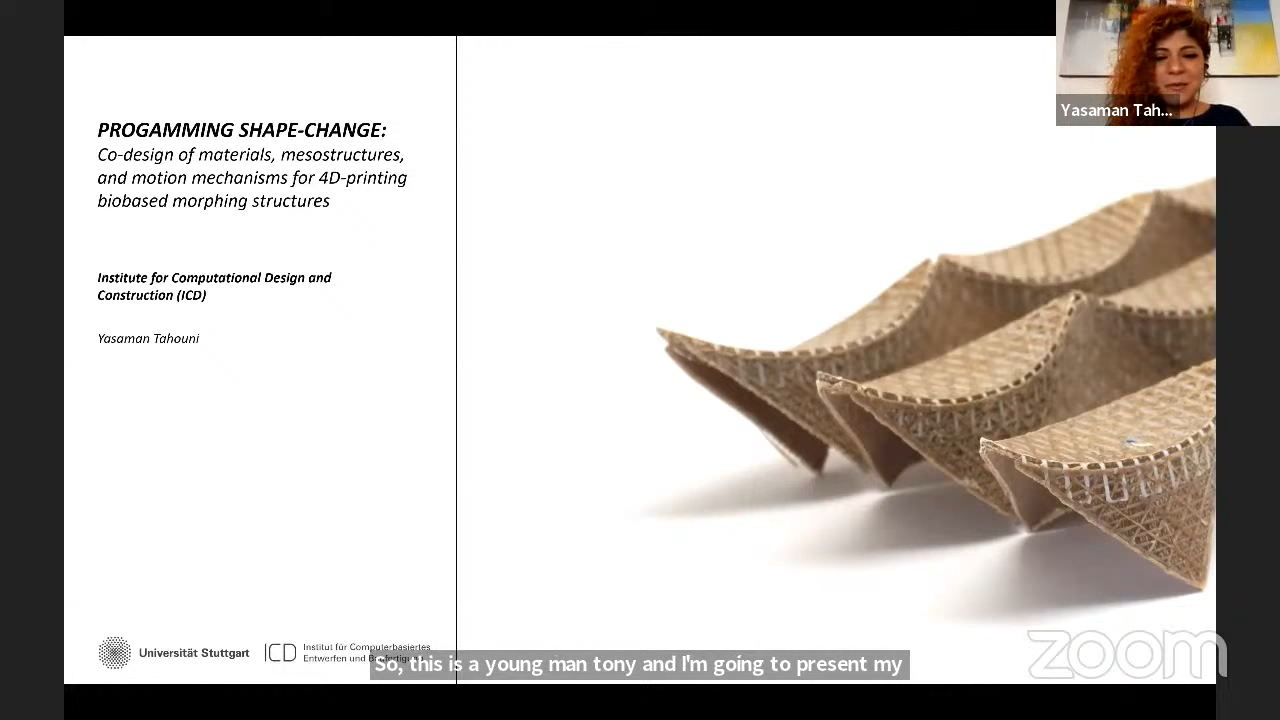 PROGAMMING SHAPE-CHANGE:
Co-design of materials, mesostructures,
and motion mechanisms for 4D-printing
biobased morphing structures
Institute for Computational Design and
Construction (ICD)
Yasaman Tahouni
Universität Stuttgart
ICD
Institut für Computerbasiertes
Entwerfen und
So, this is a young man tony and I'm going to present my
Yasaman Tah...
zoom